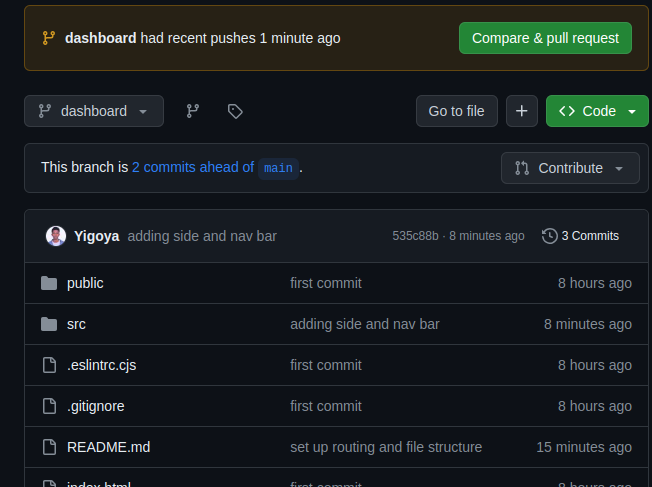 dashboard had recent pushes 1 minute ago Compare & pull request
dashboard Go to file Code
This branch is 2 commits ahead of main. Contribute
Yigoya adding side and nav bar 535c88b · 8 minutes ago 3 Commits
public first commit 8 hours ago
src adding side and nav bar 8 minutes ago
.eslintrc.cjs first commit 8 hours ago
.gitignore first commit 8 hours ago
README.md set up routing and file structure 15 minutes ago
index.html first commit 8 hours ago